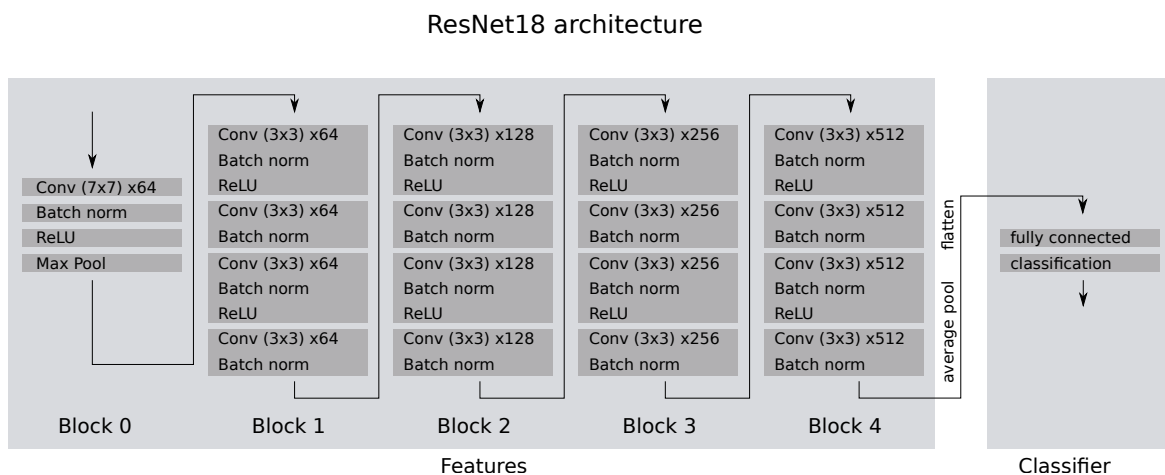 ResNet18 architecture
Conv (7x7) x64
Batch norm
ReLU
Max Pool
Block 0
Conv (3x3) x64
Batch norm
ReLU
Conv (3x3) x64
Batch norm
Conv (3x3) x64
Batch norm
ReLU
Conv (3x3) x64
Batch norm
Block 1
Conv (3x3) x128
Batch norm
ReLU
Conv (3x3) x128
Batch norm
Conv (3x3) x128
Batch norm
ReLU
Conv (3x3) x128
Batch norm
Block 2
Conv (3x3) x256
Batch norm
ReLU
Conv (3x3) x256
Batch norm
Conv (3x3) x256
Batch norm
ReLU
Conv (3x3) x256
Batch norm
Block 3
Conv (3x3) x512
Batch norm
ReLU
Conv (3x3) x512
Batch norm
Conv (3x3) x512
Batch norm
ReLU
Conv (3x3) x512
Batch norm
Block 4
Features
average pool flatten
fully connected
classification
Classifier